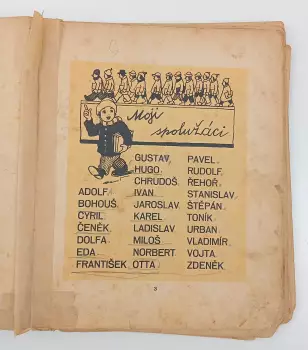 Moji
spolužáci
GUSTAV, PAVEL.
HUGO. RUDOLF.
CHRUDOŠ. ŘEHOŘ.
ADOLF. IVAN. STANISLAV.
BOHOUŠ. JAROSLAV. ŠTĚPÁN.
CYRIL. KAREL. TONÍK.
ČENĚK. LADISLAV. URBAN.
DOLFA. MILOŠ. VLADIMÍR.
EDA. NORBERT. VOJTA.
FRANTIŠEK. OTTA. ZDENĚK.
3